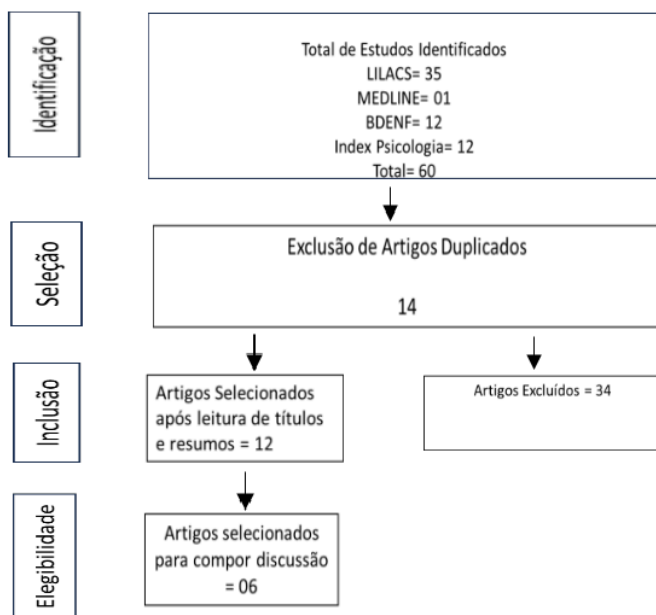 Identificação
Total de Estudos Identificados
LILACS= 35
MEDLINE= 01
BDENF= 12
Index Psicologia= 12
Total= 60
Seleção
Exclusão de Artigos Duplicados
14
Inclusão
Artigos Selecionados
após leitura de títulos
e resumos = 12
Artigos Excluídos = 34
Elegibilidade
Artigos selecionados
para compor discussão
= 06